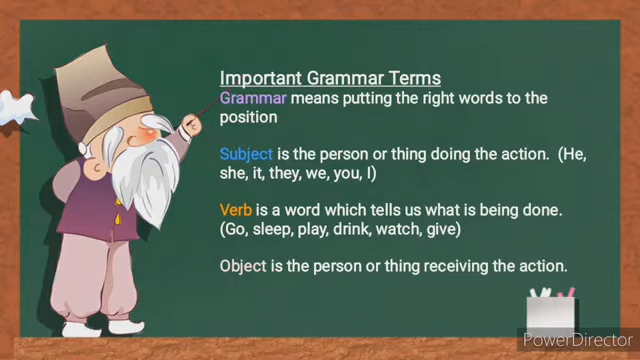 Important Grammar Terms
Grammar means putting the right words to the
position
Subject is the person or thing doing the action. (He,
she, it, they, we, you, I)
Verb is a word which tells us what is being done.
(Go, sleep, play, drink, watch, give)
Object is the person or thing receiving the action.
PowerDirector